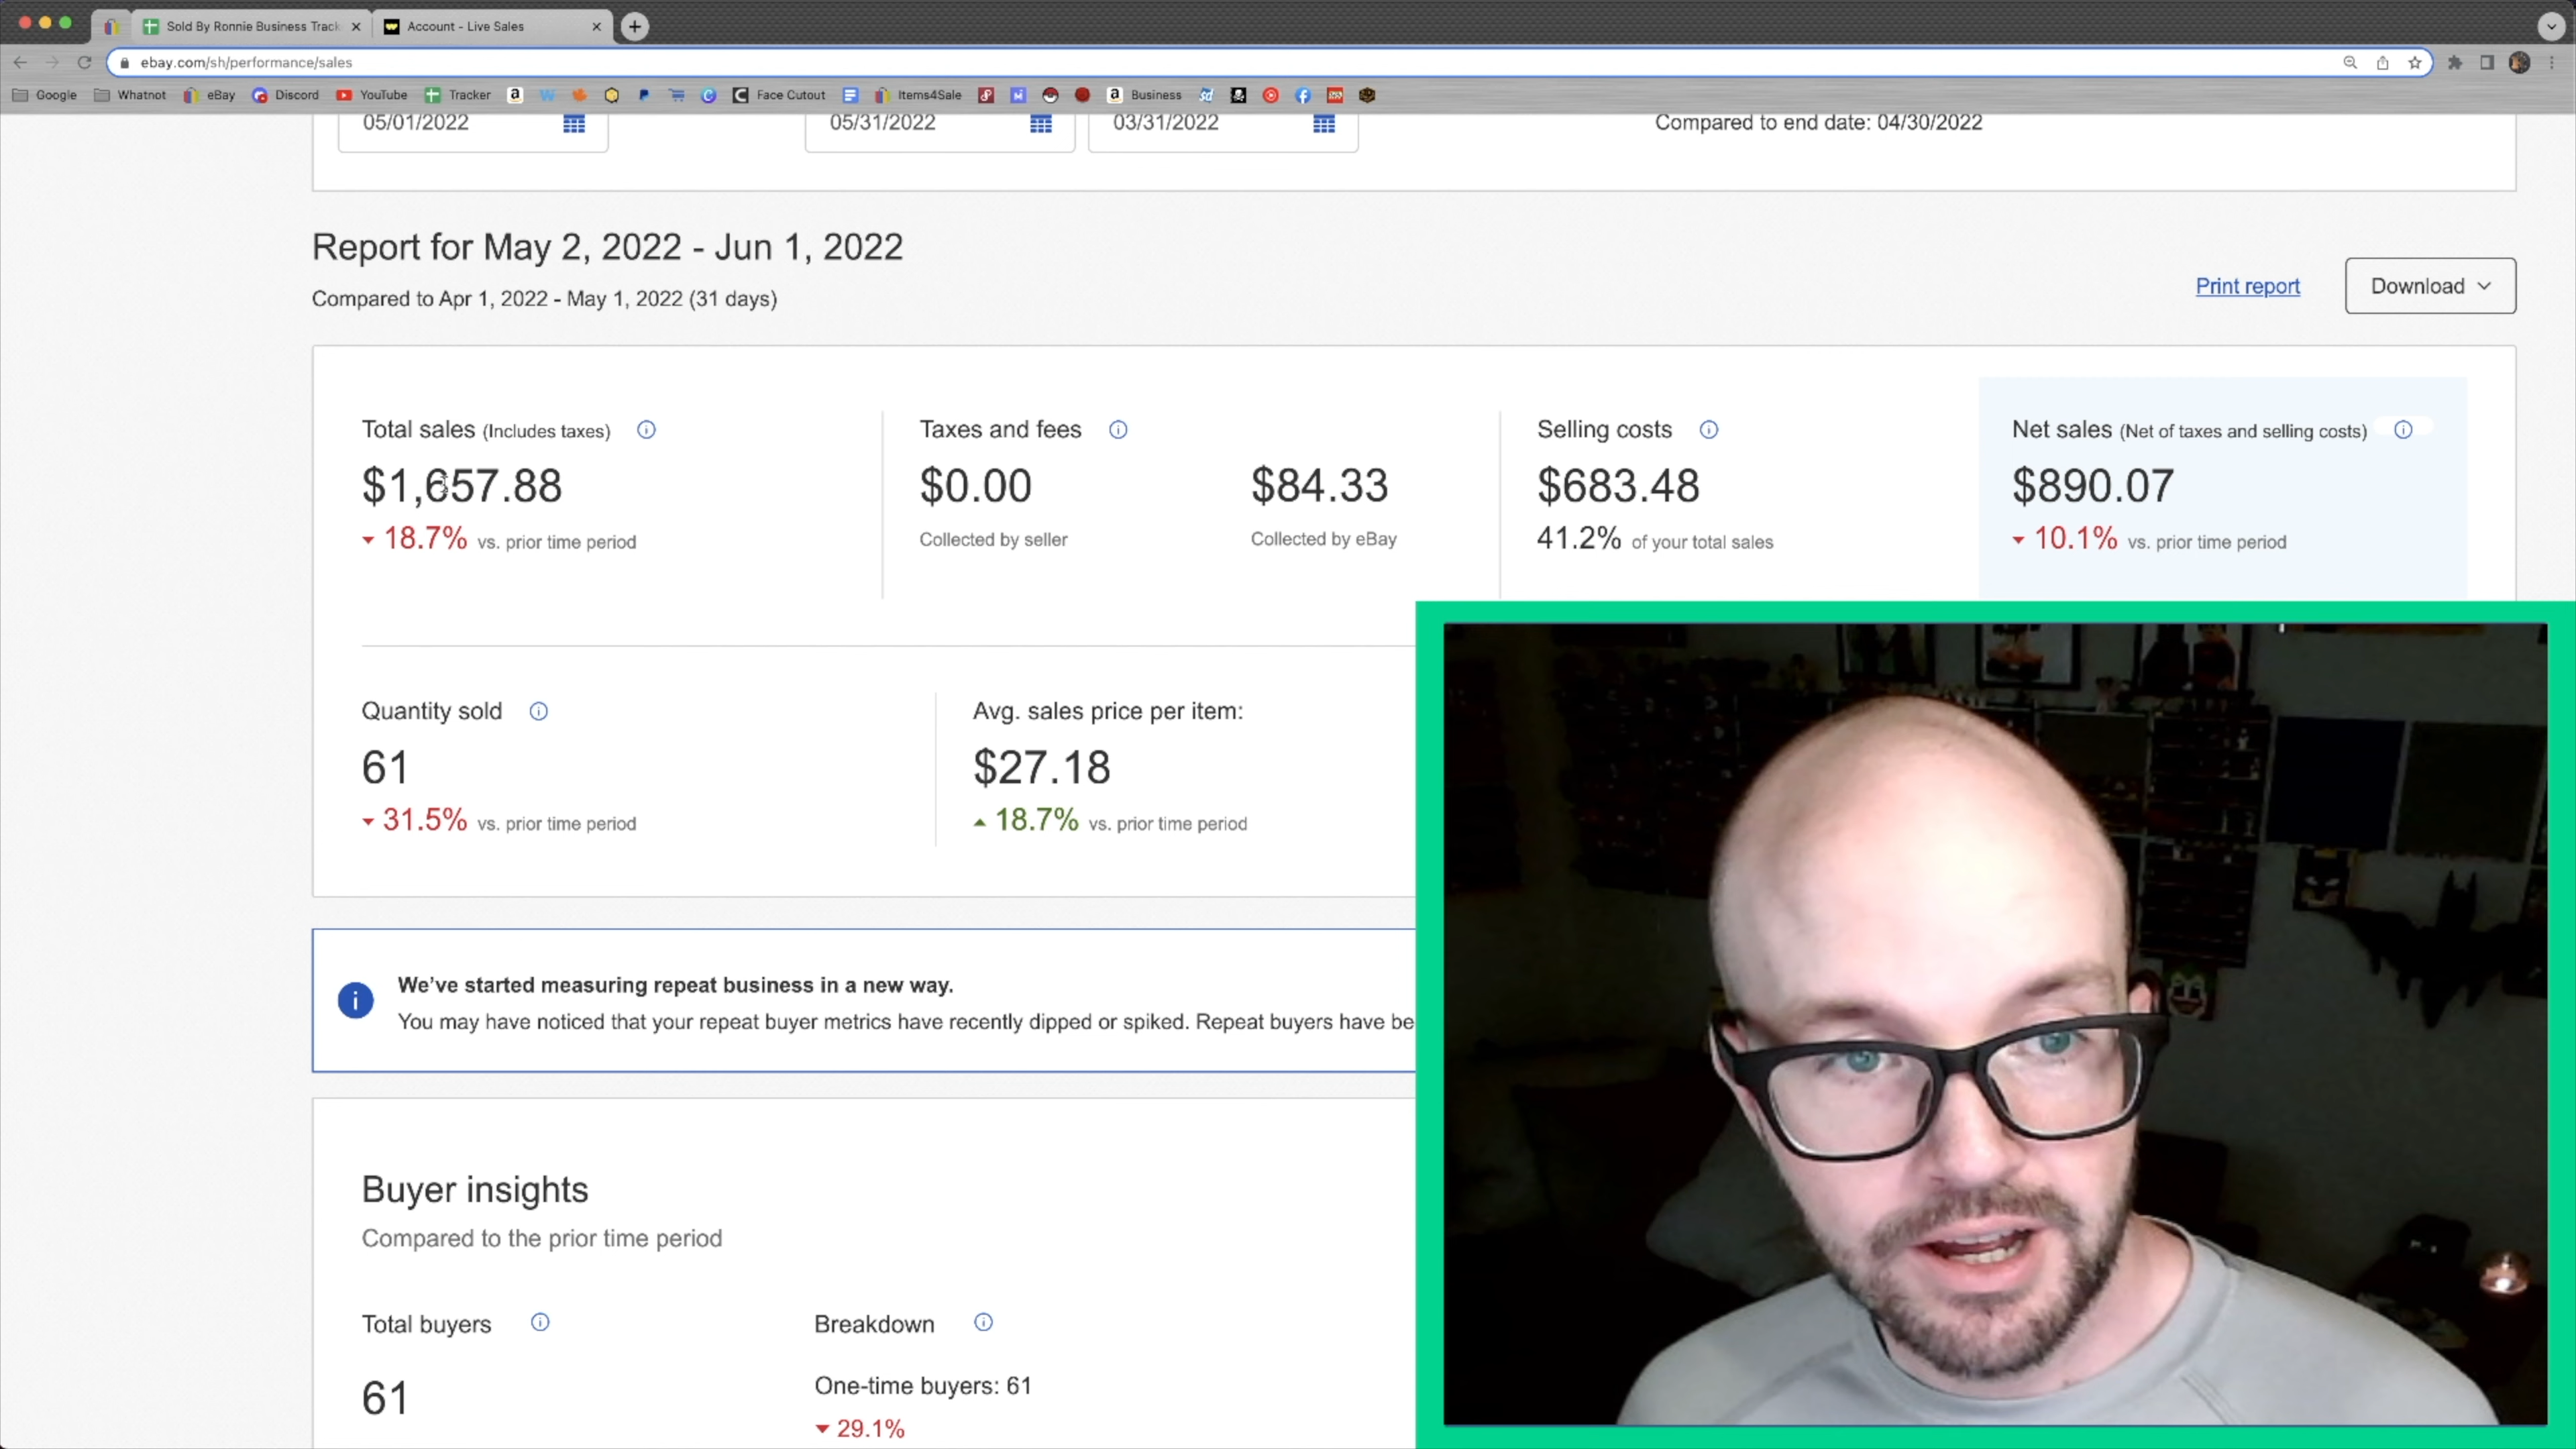 Sold By Ronnie Business Track
Account - Live Sales
ebay.com/sh/performance/sales
Google Whatnot eBay Discord YouTube Tracker Face Cutout Items4Sale Business
05/01/2022 05/31/2022 03/31/2022 Compared to end date: 04/30/2022
Report for May 2, 2022 - Jun 1, 2022
Compared to Apr 1, 2022 - May 1, 2022 (31 days)
Print report
Download
Total sales (Includes taxes)
$1,657.88
18.7% vs. prior time period
Taxes and fees
$0.00
Collected by seller
$84.33
Collected by eBay
Selling costs
$683.48
41.2% of your total sales
Net sales (Net of taxes and selling costs)
$890.07
10.1% vs. prior time period
Quantity sold
61
31.5% vs. prior time period
Avg. sales price per item:
$27.18
18.7% vs. prior time period
We've started measuring repeat business in a new way.
You may have noticed that your repeat buyer metrics have recently dipped or spiked. Repeat buyers have be
Buyer insights
Compared to the prior time period
Total buyers
61
Breakdown
One-time buyers: 61
29.1%